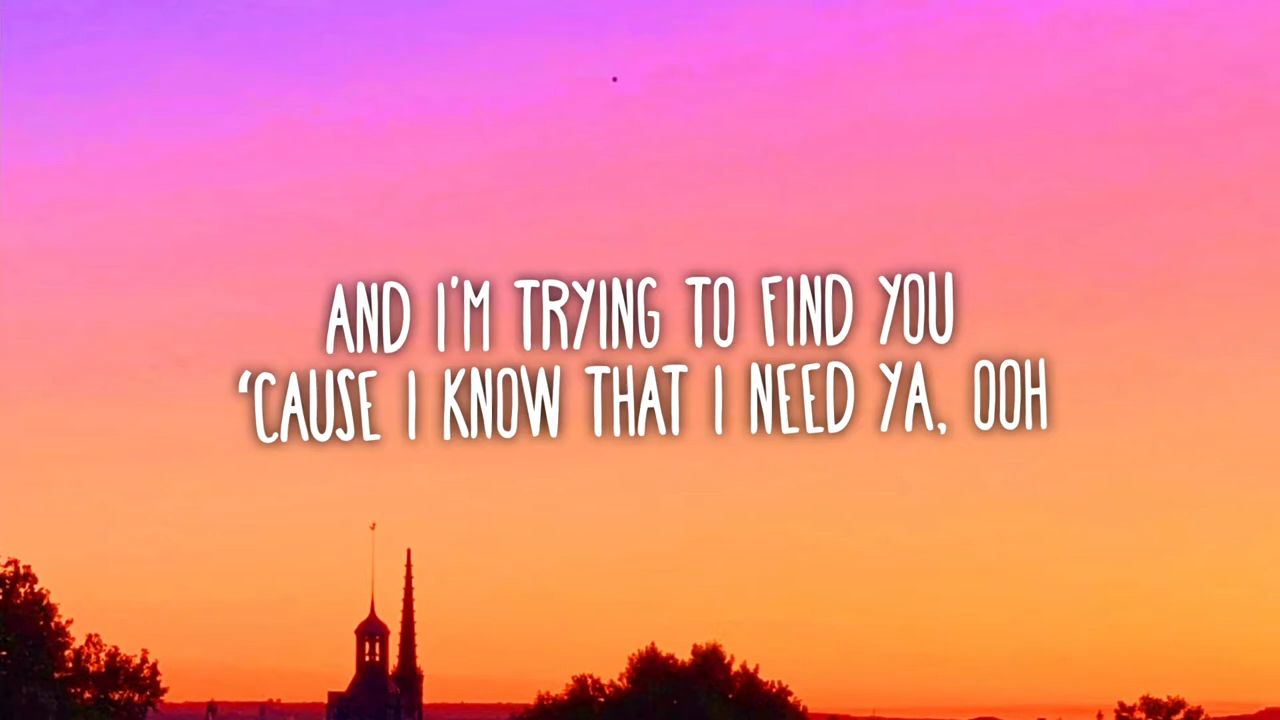 AND I'M TRYING TO FIND YOU
‘CAUSE I KNOW THAT I NEED YA, OOH